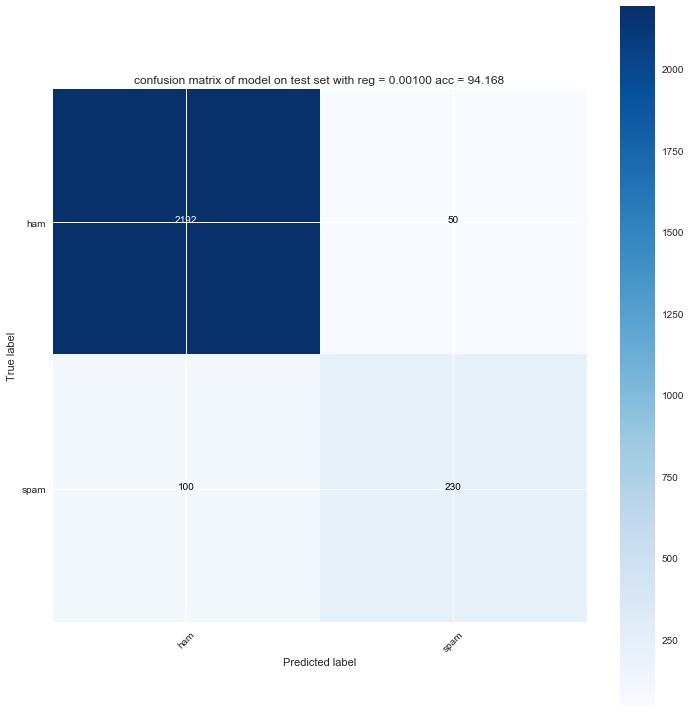 confusion matrix of model on test set with reg = 0.00100 acc = 94.168
2000
1750
1500
1250
1000
750
500
250
ham
2192
50
True label
spam
100
230
ham
spam
Predicted label